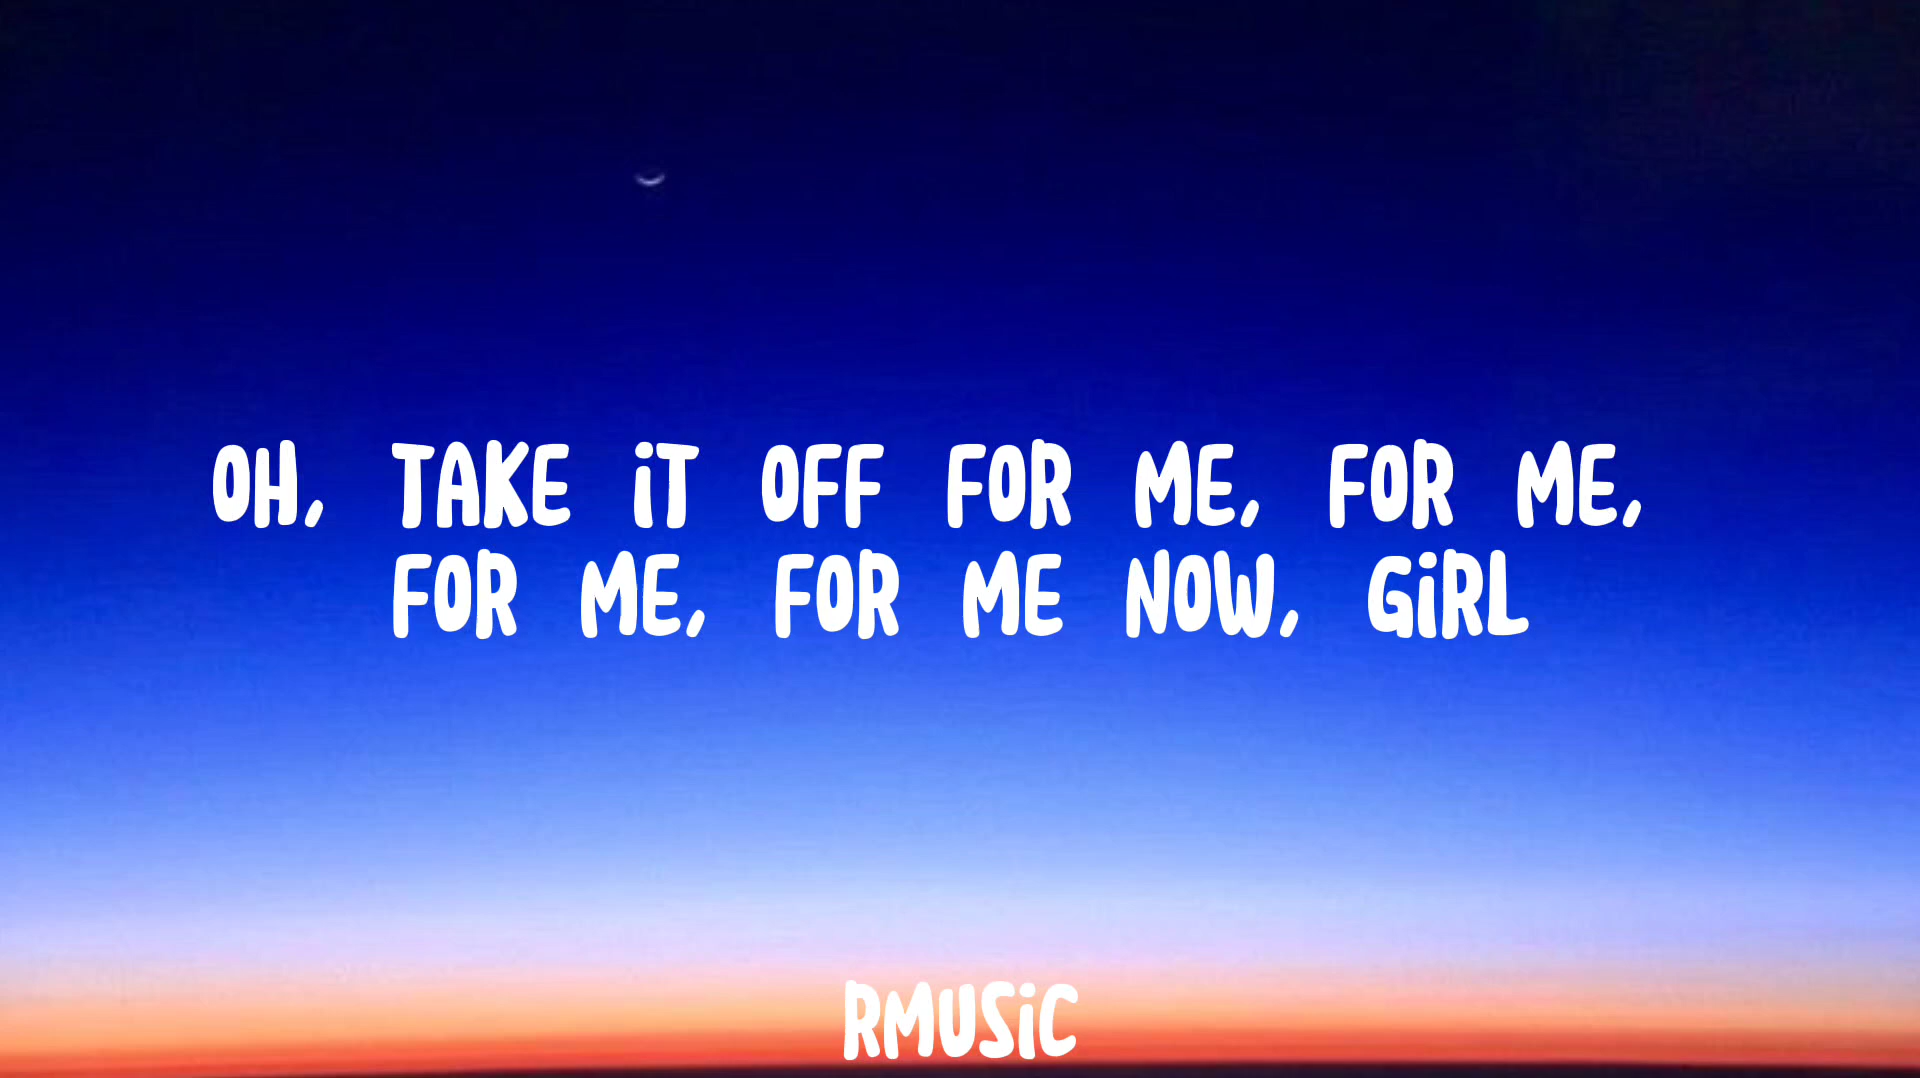 OH, TAKE iT OFF FOR ME, FOR ME,
FOR ME, FOR ME NOW, GiRL
RMUSiC